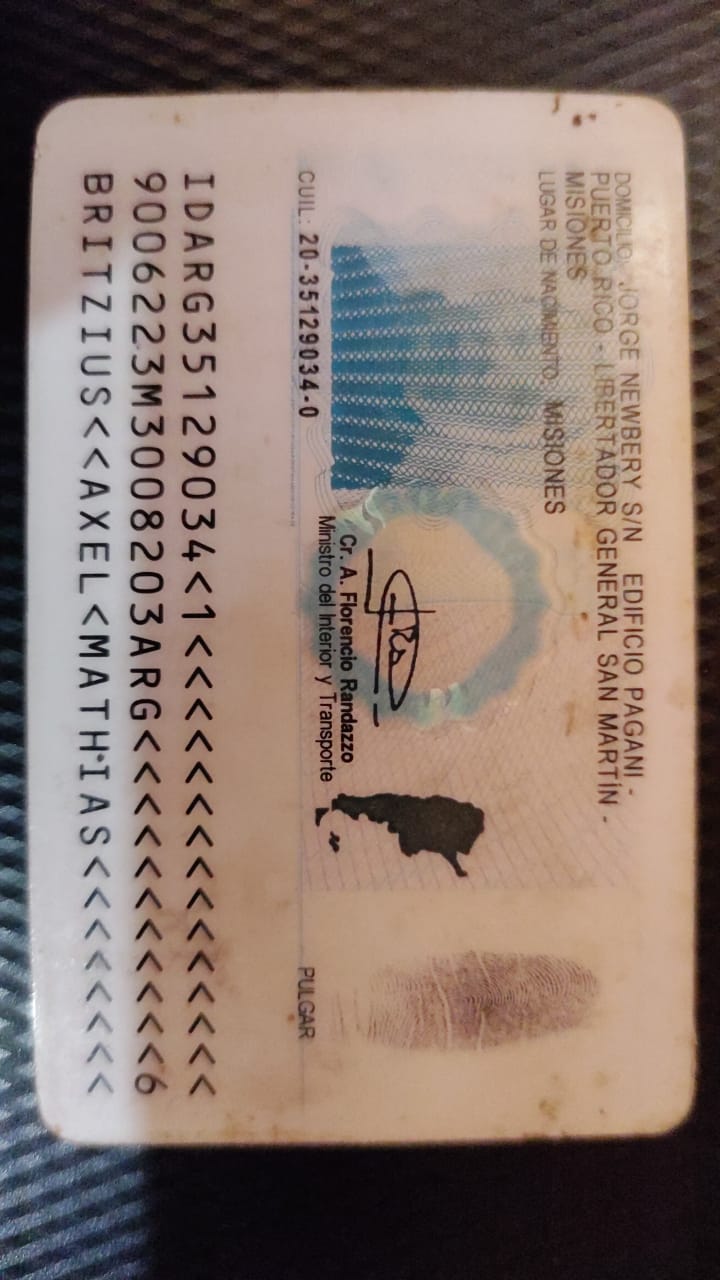 DOMICILIO: JORGE NEWBERY S/N EDIFICIO PAGANI -
PUERTO RICO - LIBERTADOR GENERAL SAN MARTÍN -
MISIONES
LUGAR DE NACIMIENTO: MISIONES
Cr. A. Florencio Randazzo
Ministro del Interior y Transporte
CUIL: 20-35129034-0
PULGAR
IDARG35129034<1<<<<<<<<<<<<<<<
9006223M3008203ARG<<<<<<<<<<<6
BRITZIUS<<AXEL<MATHIAS<<<<<<<<